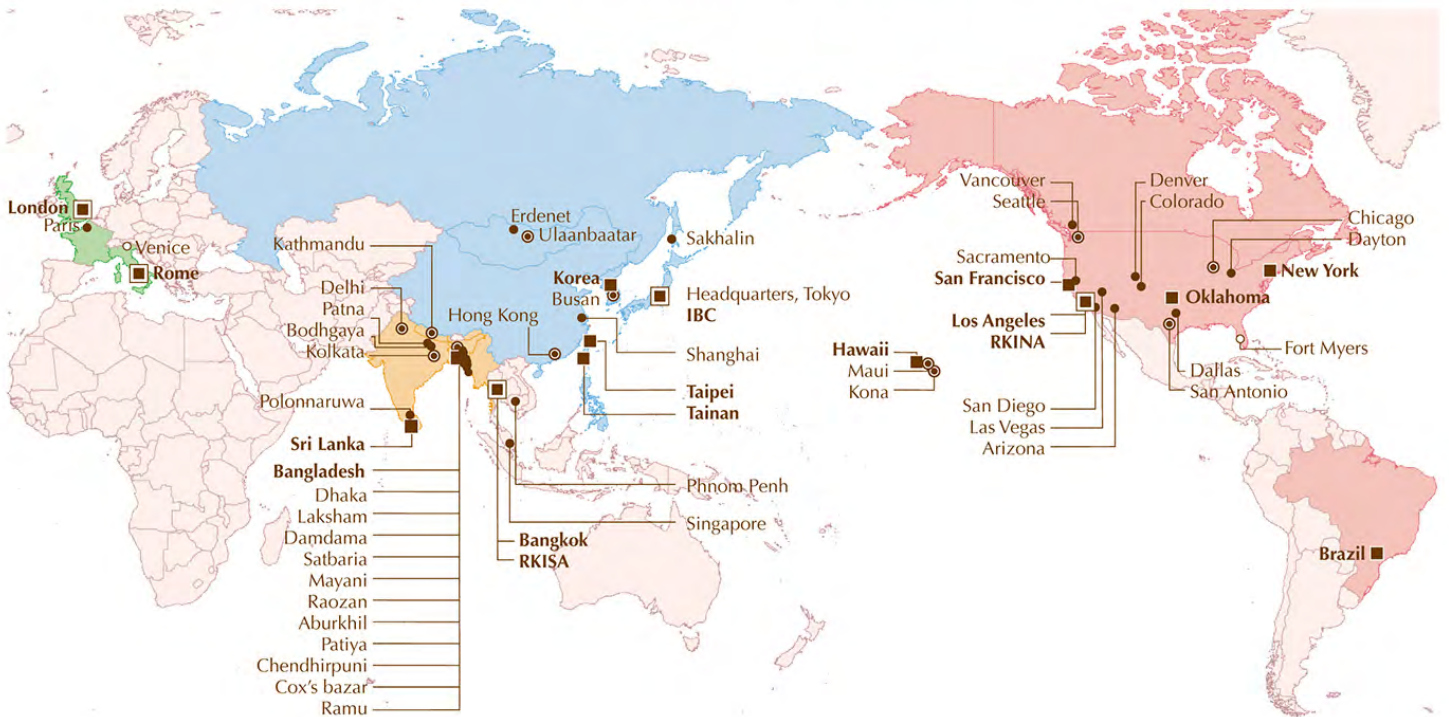 London
Paris
Venice
Rome
Kathmandu
Delhi
Patna
Bodhgaya
Kolkata
Polonnaruwa
Sri Lanka
Bangladesh
Dhaka
Laksham
Damdama
Satbaria
Mayani
Raozan
Aburkhil
Patiya
Chendhirpuni
Cox's bazar
Ramu
Erdenet
Ulaanbaatar
Sakhalin
Korea
Busan
Headquarters, Tokyo
IBC
Hong Kong
Shanghai
Taipei
Tainan
Phnom Penh
Singapore
Bangkok
RKISA
Vancouver
Seattle
Denver
Colorado
Chicago
Dayton
Sacramento
San Francisco
New York
Oklahoma
Los Angeles
RKINA
Hawaii
Maui
Kona
Fort Myers
Dallas
San Antonio
San Diego
Las Vegas
Arizona
Brazil